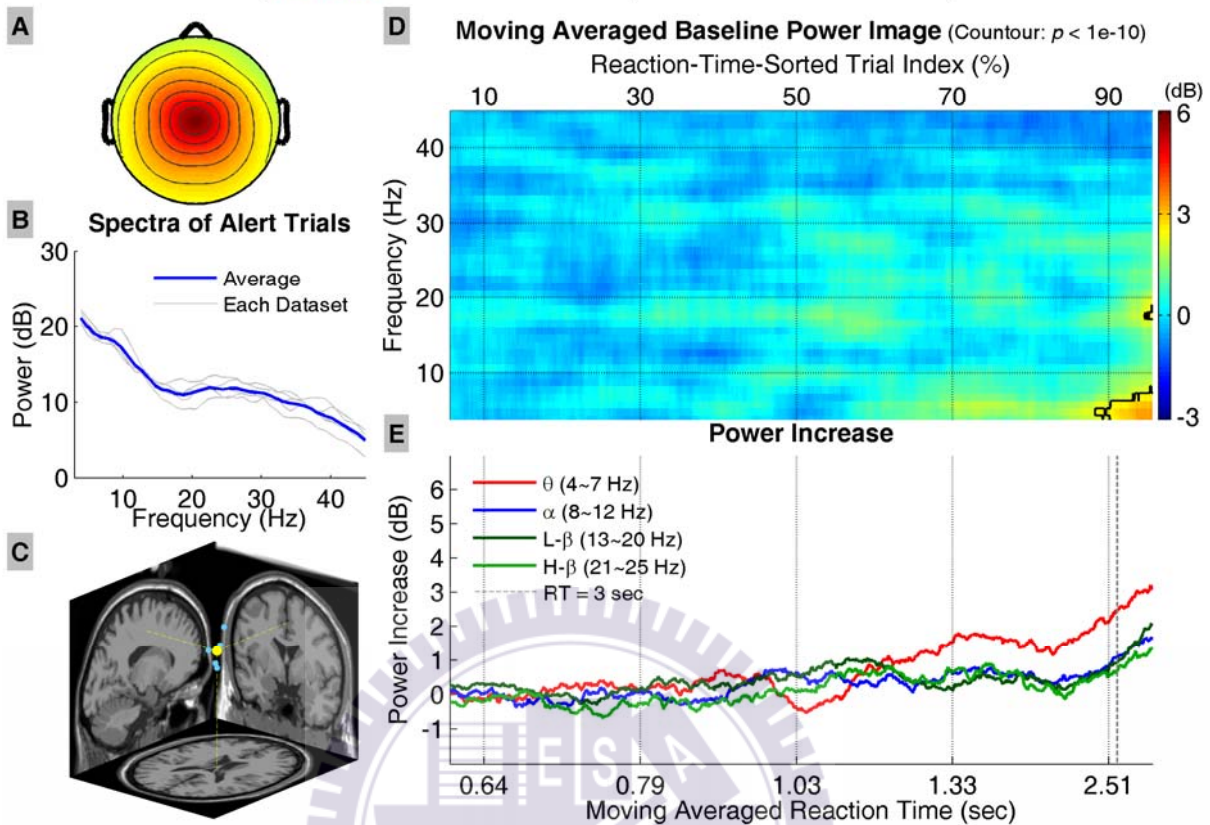 A
B
Spectra of Alert Trials
30
20
10
0
Power (dB)
Average
Each Dataset
10 20 30 40
Frequency (Hz)
C
D
Moving Averaged Baseline Power Image (Countour: p < 1e-10)
Reaction-Time-Sorted Trial Index (%)
10 30 50 70 90
(dB)
6
3
0
-3
40
30
20
10
Frequency (Hz)
E
Power Increase
6
5
4
3
2
1
0
-1
Power Increase (dB)
θ (4~7 Hz)
α (8~12 Hz)
L-β (13~20 Hz)
H-β (21~25 Hz)
RT = 3 sec
0.64 0.79 1.03 1.33 2.51
Moving Averaged Reaction Time (sec)
E S A